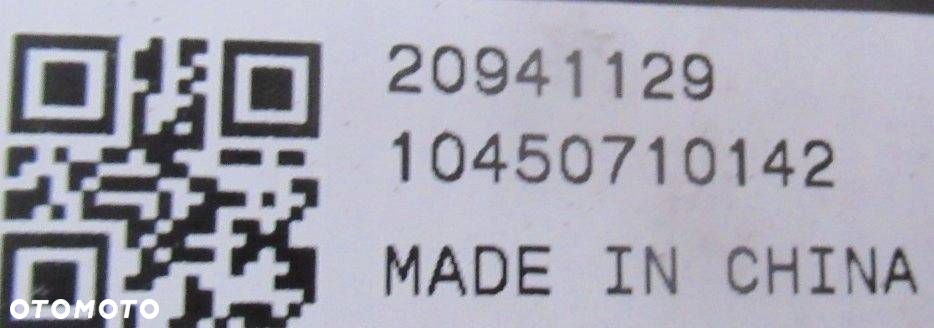 20941129
10450710142
MADE IN CHINA
OTOMOTO